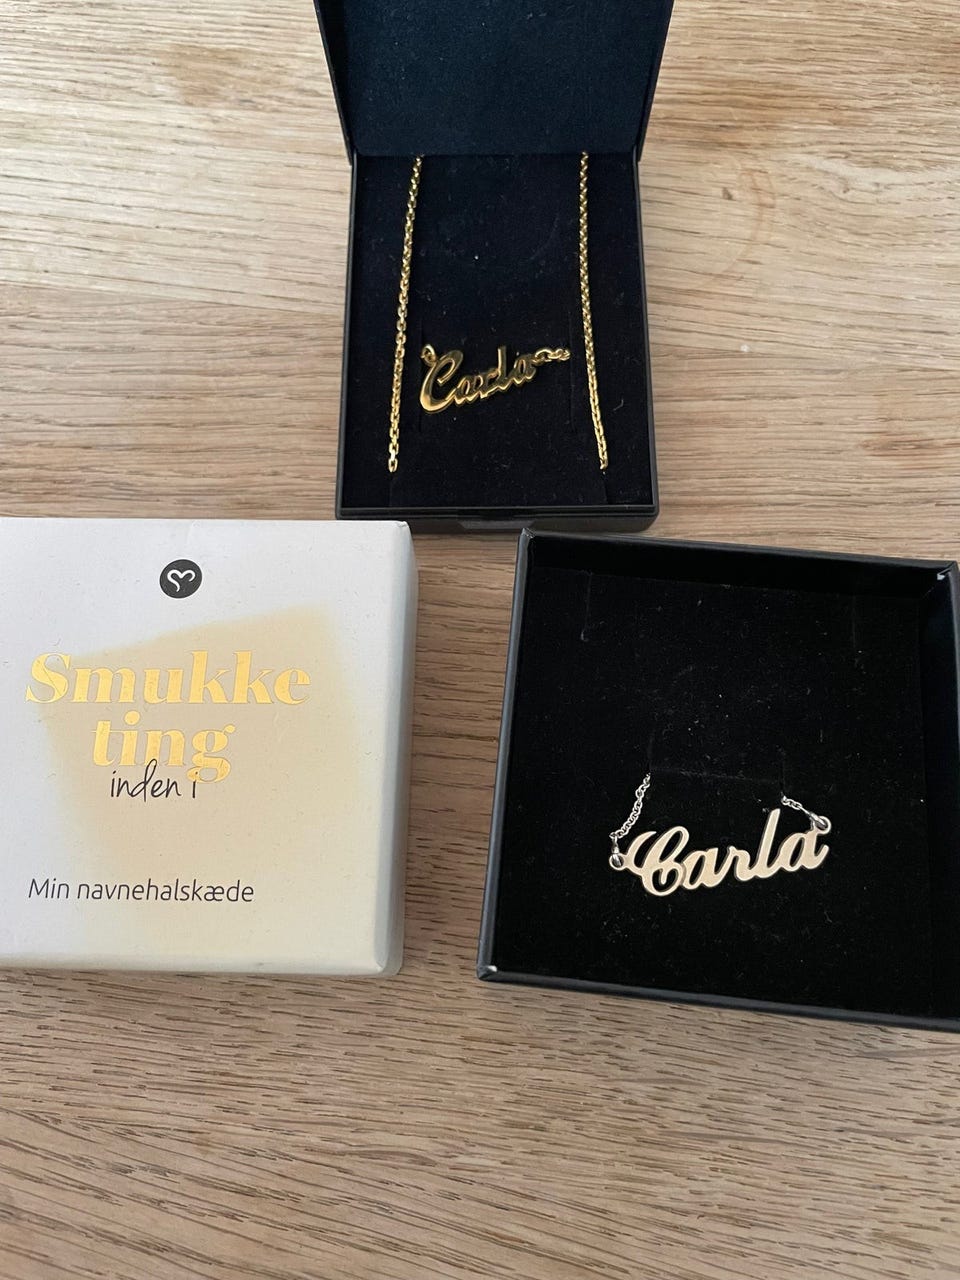 Carla
Smukke
ting
inden i
Min navnehalskæde
Carla